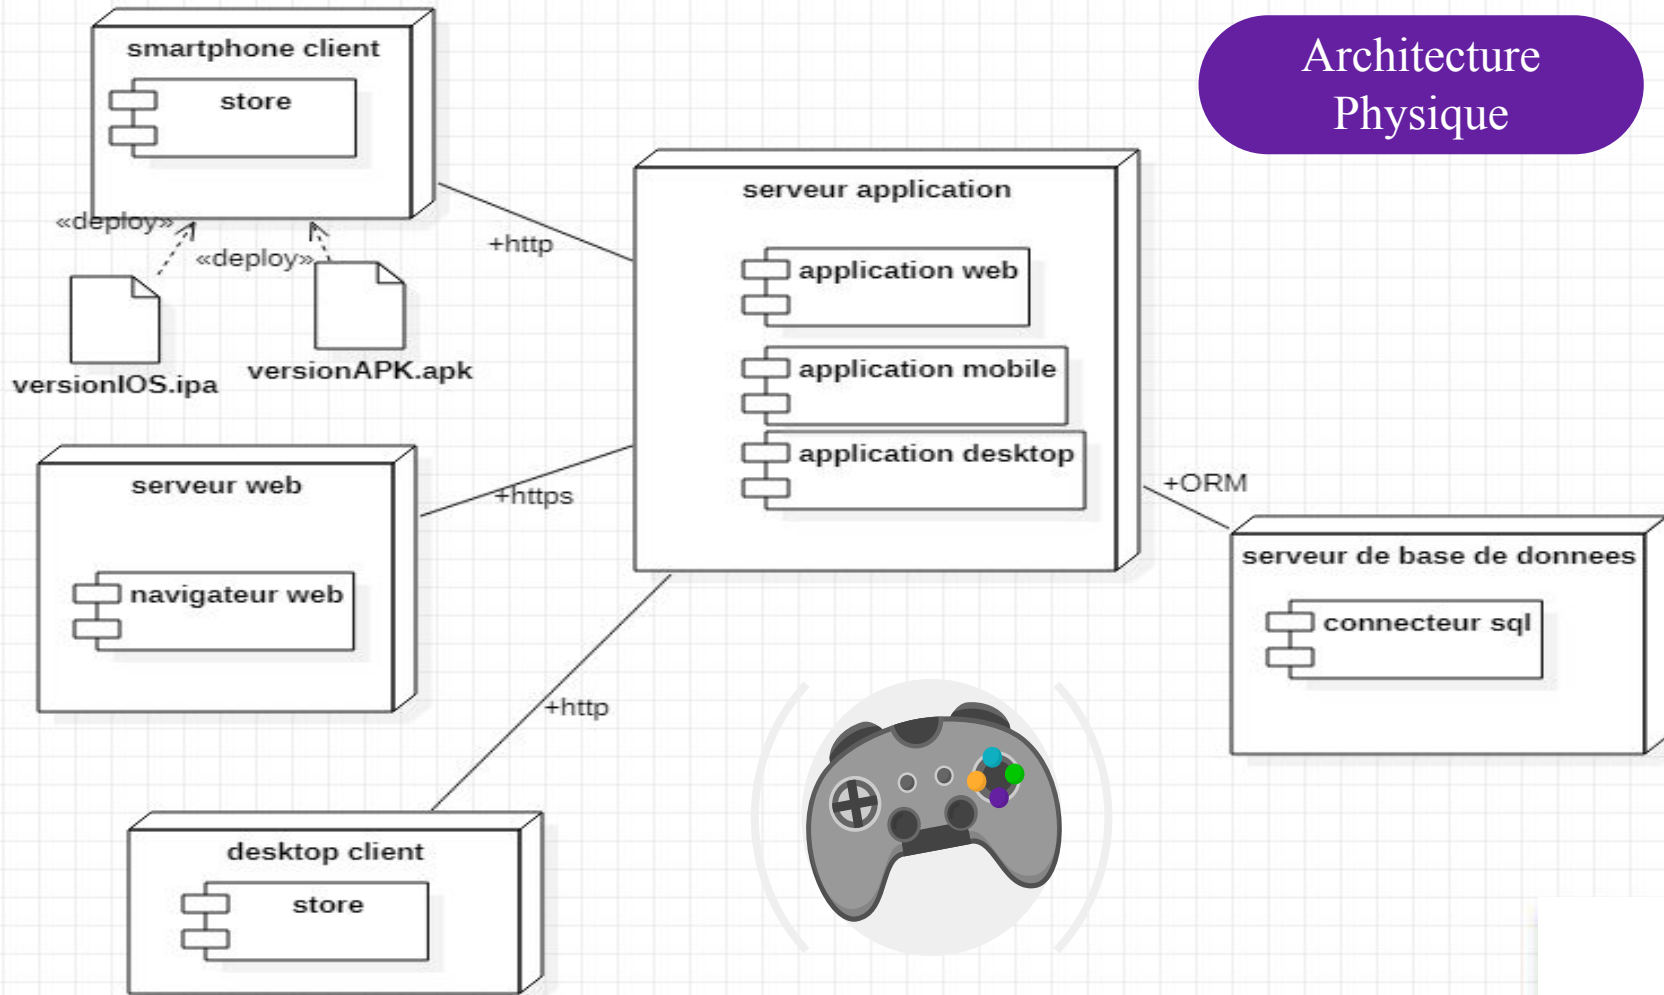 Architecture
Physique
smartphone client
store
«deploy»
«deploy»
versionIOS.ipa
versionAPK.apk
+http
serveur application
application web
application mobile
application desktop
serveur web
navigateur web
+https
+ORM
serveur de base de donnees
connecteur sql
+http
desktop client
store